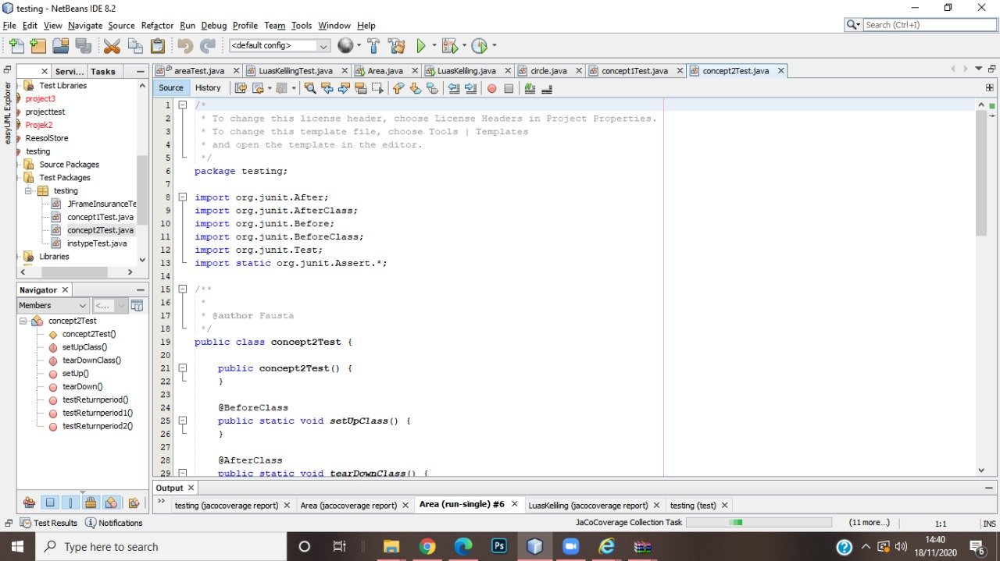 testing - NetBeans IDE 8.2
File Edit View Navigate Source Refactor Run Debug Profile Team Tools Window Help
Search (Ctrl+I)
<default config>
Servi... Tasks
areaTest.java LuasKelilingTest.java Area.java LuasKeliling.java circle.java concept1Test.java concept2Test.java
Source History
easyUML Explorer
Test Libraries
project3
projecttest
Projek2
ReesolStore
testing
Source Packages
Test Packages
testing
JFrameInsuranceTe
concept1Test.java
concept2Test.java
instypeTest.java
Libraries
Navigator
Members <...
concept2Test
concept2Test()
setUpClass()
tearDownClass()
setUp()
tearDown()
testReturnperiod()
testReturnperiod1()
testReturnperiod2()
1 /*
2 * To change this license header, choose License Headers in Project Properties.
3 * To change this template file, choose Tools | Templates
4 * and open the template in the editor.
5 */
6 package testing;
7
8 import org.junit.After;
9 import org.junit.AfterClass;
10 import org.junit.Before;
11 import org.junit.BeforeClass;
12 import org.junit.Test;
13 import static org.junit.Assert.*;
14
15 /**
16 *
17 * @author Fausta
18 */
19 public class concept2Test {
20
21 public concept2Test() {
22 }
23
24 @BeforeClass
25 public static void setUpClass() {
26 }
27
28 @AfterClass
29 public static void tearDownClass() {
Output
testing (jacocoverage report) Area (jacocoverage report) Area (run-single) #6 LuasKeliling (jacocoverage report) testing (test)
Test Results Notifications JaCoCoverage Collection Task (11 more...) 1:1 INS
Type here to search
Ps
14:40
18/11/2020
6